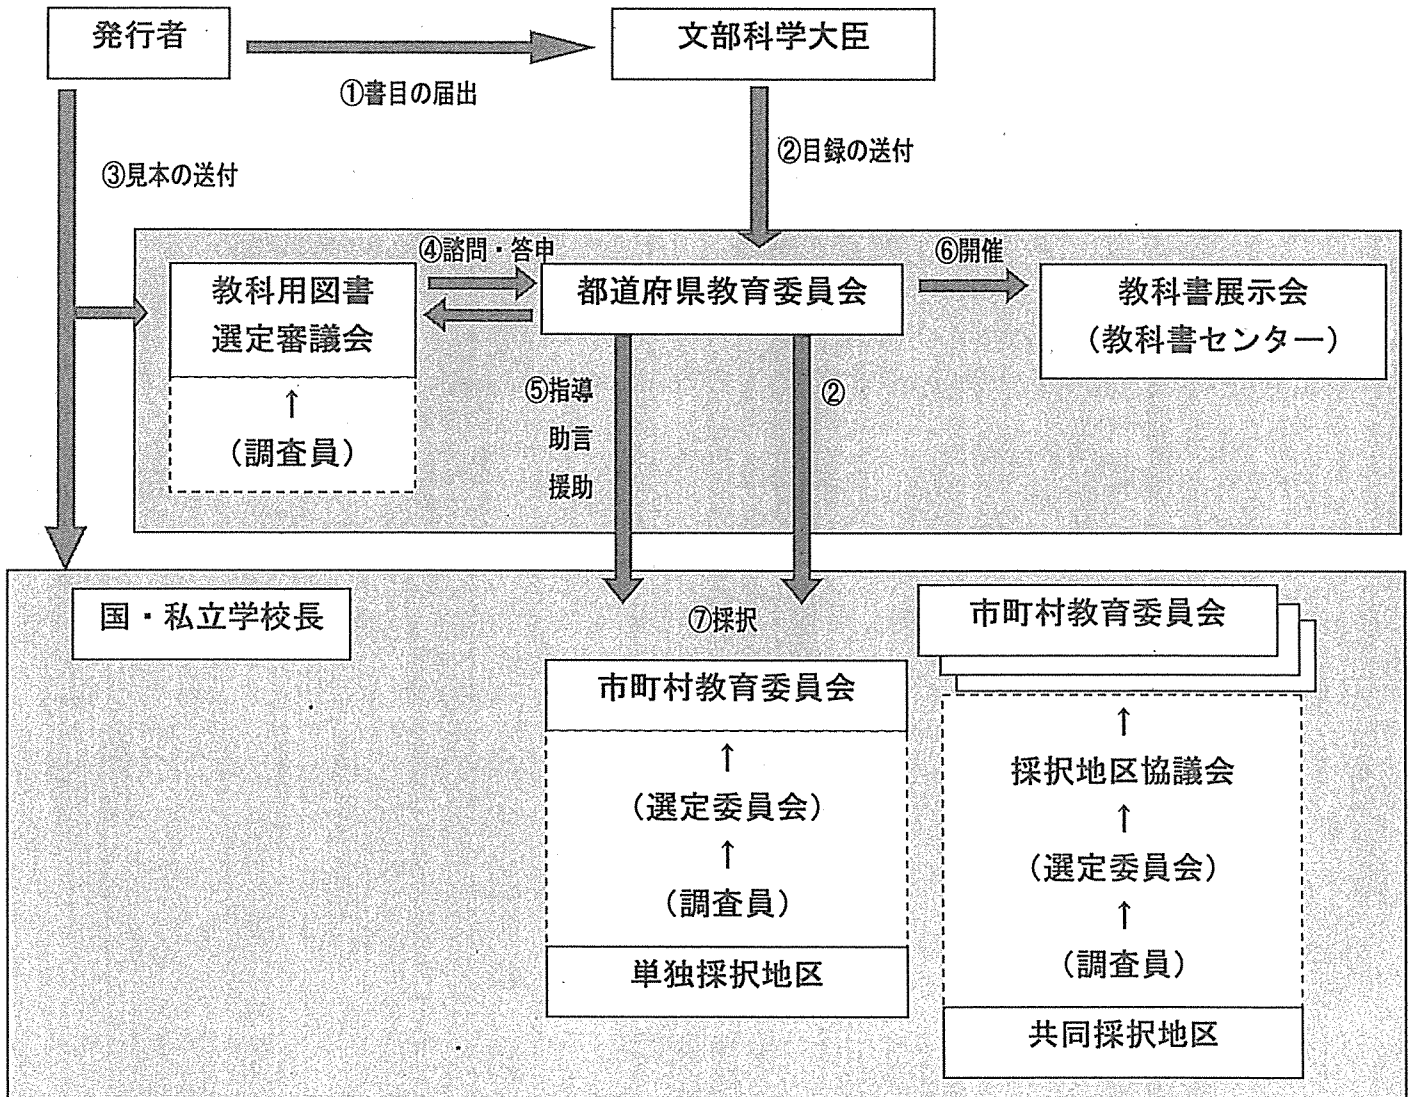 発行者
文部科学大臣
①書目の届出
②目録の送付
③見本の送付
④諮問・答申
⑥開催
教科用図書
選定審議会
↑
（調査員）
都道府県教育委員会
教科書展示会
（教科書センター）
⑤指導
助言
援助
②
国・私立学校長
⑦採択
市町村教育委員会
↑
（選定委員会）
↑
（調査員）
単独採択地区
市町村教育委員会
↑
採択地区協議会
↑
（選定委員会）
↑
（調査員）
共同採択地区